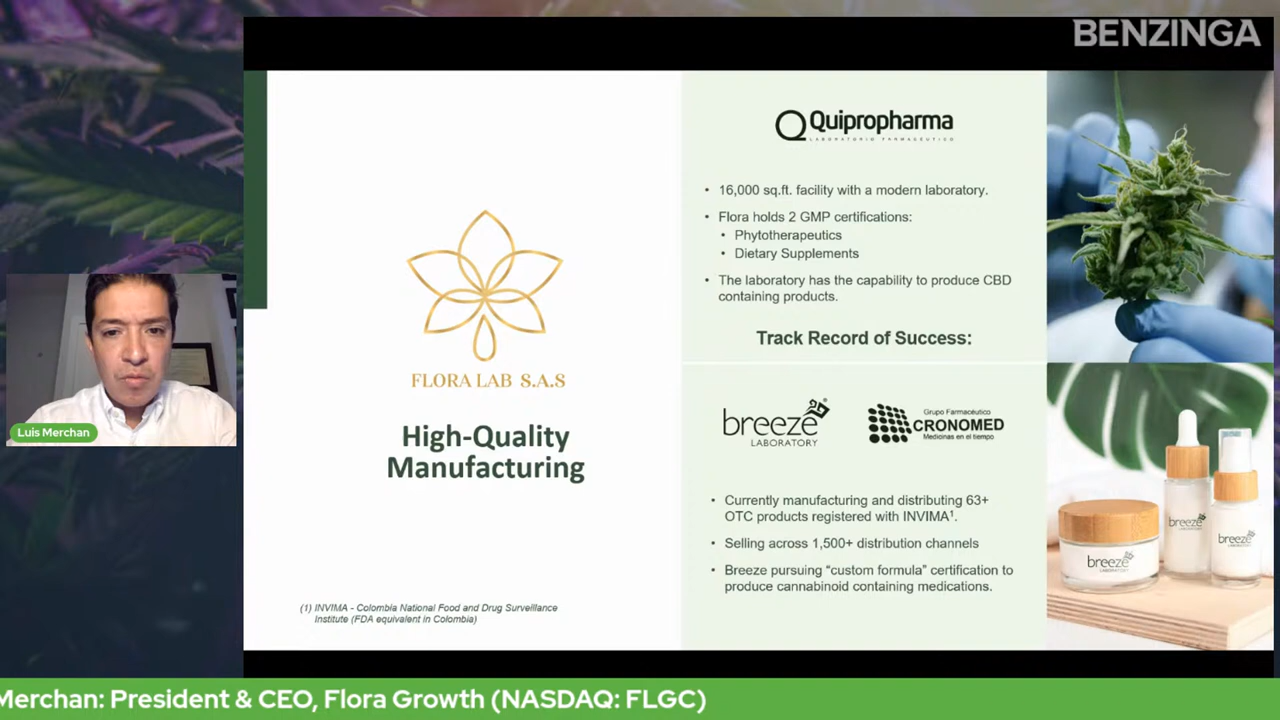 BENZINGA
Quipropharma
LABORATORIO FARMACÉUTICO
• 16,000 sq.ft. facility with a modern laboratory.
• Flora holds 2 GMP certifications:
• Phytotherapeutics
• Dietary Supplements
• The laboratory has the capability to produce CBD
containing products.
Track Record of Success:
FLORA LAB S.A.S
High-Quality
Manufacturing
(1) INVIMA - Colombia National Food and Drug Surveillance
Institute (FDA equivalent in Colombia)
breeze®
LABORATORY
Grupo Farmacéutico
CRONOMED
Medicinas en el tiempo
• Currently manufacturing and distributing 63+
OTC products registered with INVIMA¹.
• Selling across 1,500+ distribution channels
• Breeze pursuing “custom formula” certification to
produce cannabinoid containing medications.
breeze
LABORATORY
breeze
breeze
Luis Merchan
Merchan: President & CEO, Flora Growth (NASDAQ: FLGC)